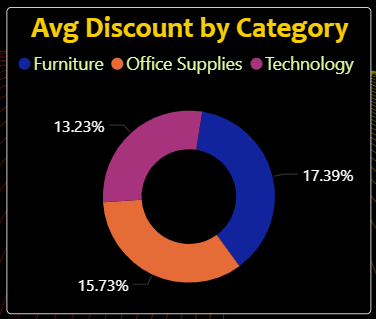 Avg Discount by Category
Furniture Office Supplies Technology
13.23%
17.39%
15.73%